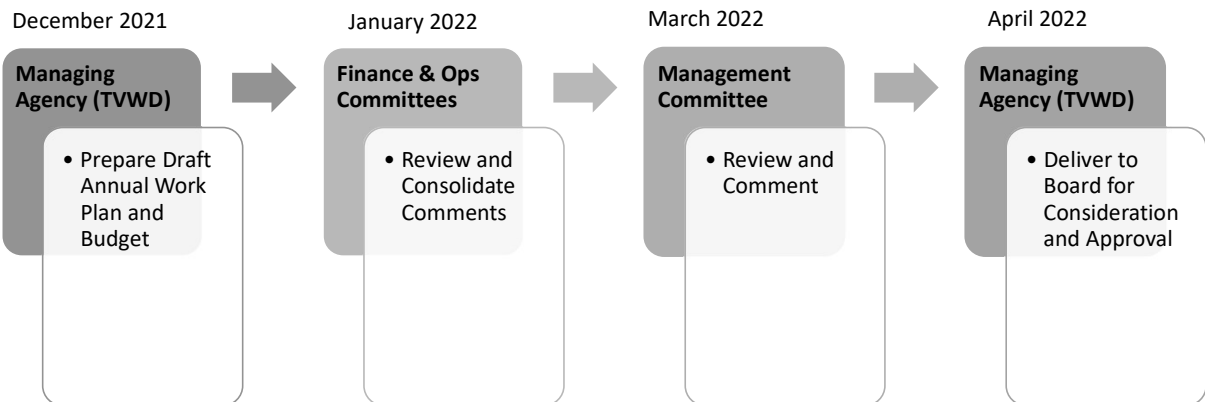 December 2021
Managing
Agency (TVWD)
• Prepare Draft
Annual Work
Plan and
Budget
January 2022
Finance & Ops
Committees
• Review and
Consolidate
Comments
March 2022
Management
Committee
• Review and
Comment
April 2022
Managing
Agency (TVWD)
• Deliver to
Board for
Consideration
and Approval